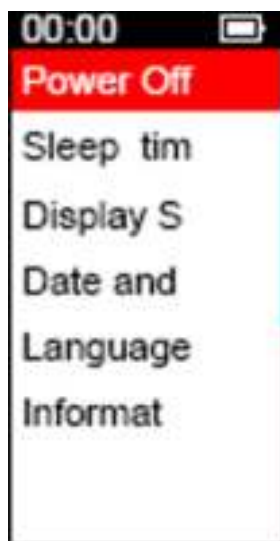 00:00
Power Off
Sleep tim
Display S
Date and
Language
Informat